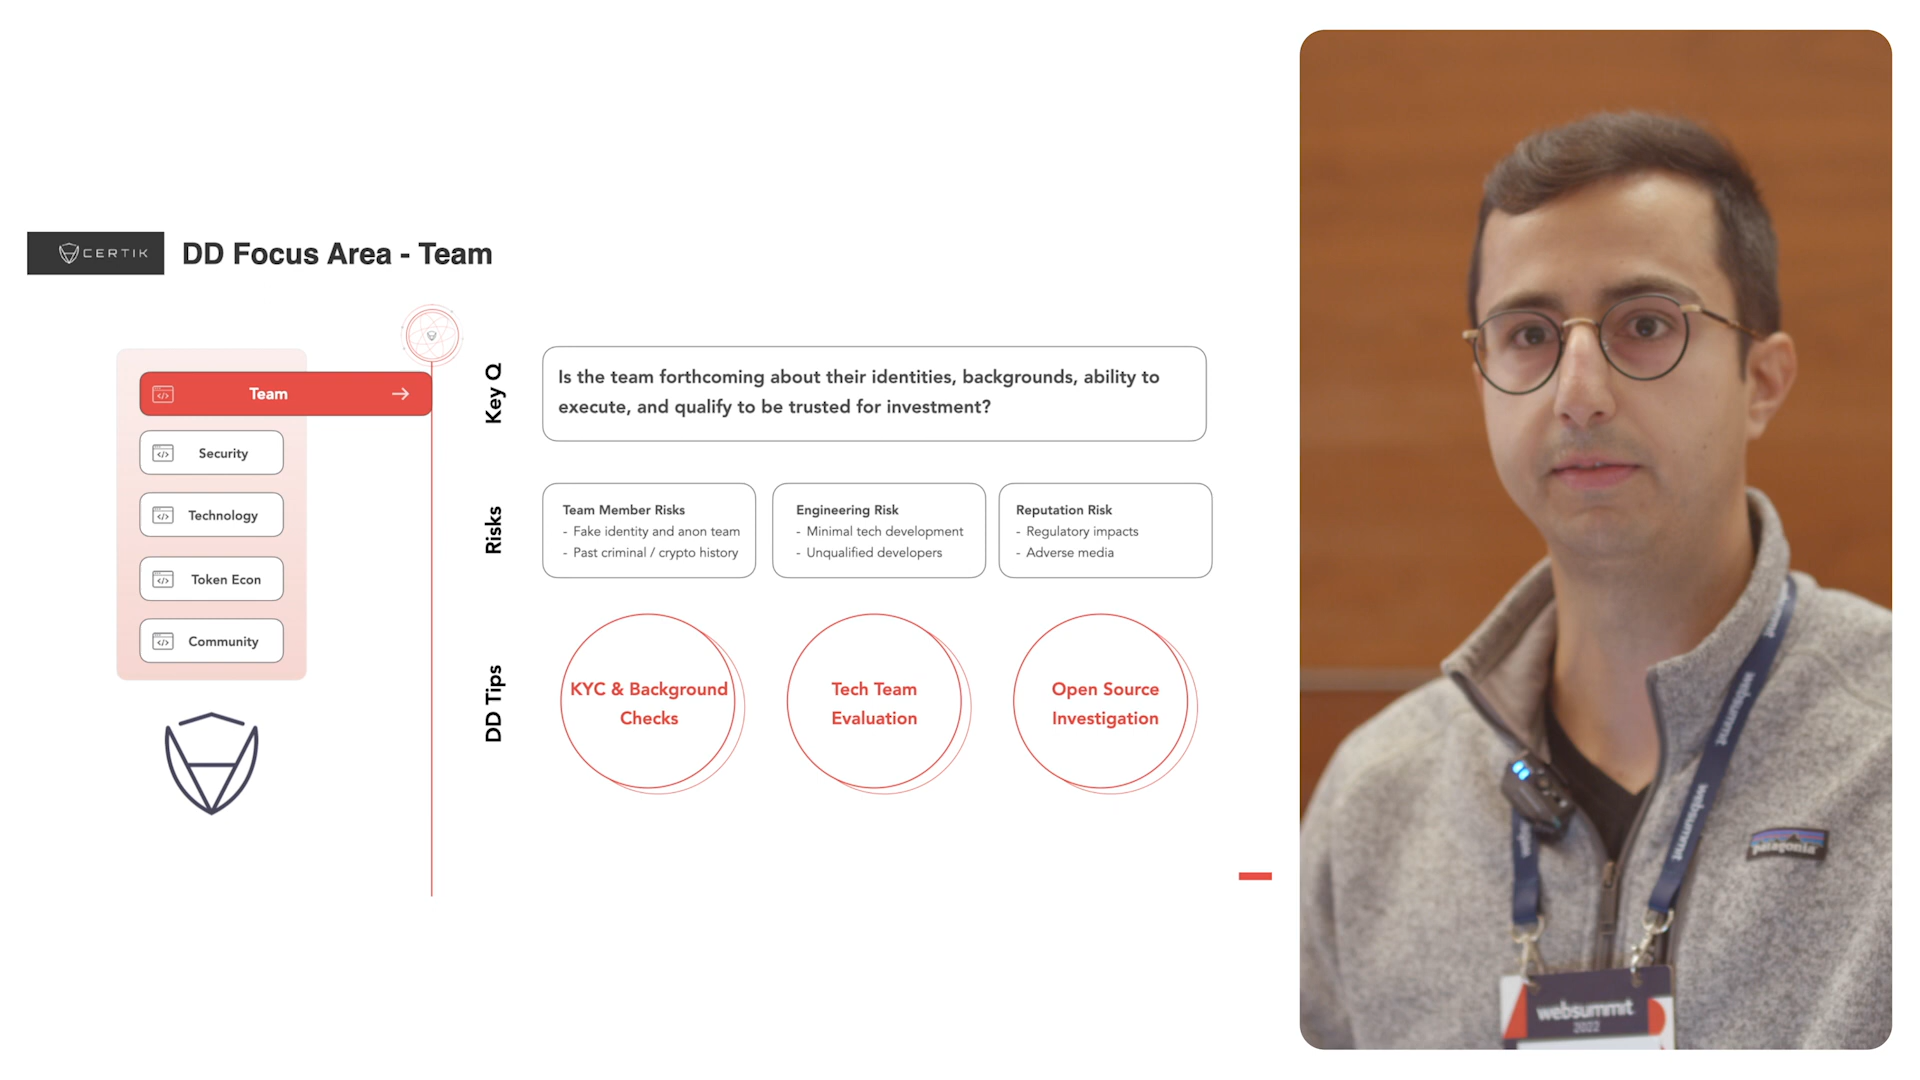 CERTIK
DD Focus Area - Team
Team
Security
Technology
Token Econ
Community
Key Q
Is the team forthcoming about their identities, backgrounds, ability to
execute, and qualify to be trusted for investment?
Risks
Team Member Risks
- Fake identity and anon team
- Past criminal / crypto history
Engineering Risk
- Minimal tech development
- Unqualified developers
Reputation Risk
- Regulatory impacts
- Adverse media
DD Tips
KYC & Background
Checks
Tech Team
Evaluation
Open Source
Investigation
websummit
websummit
patagonia
websummit
2022